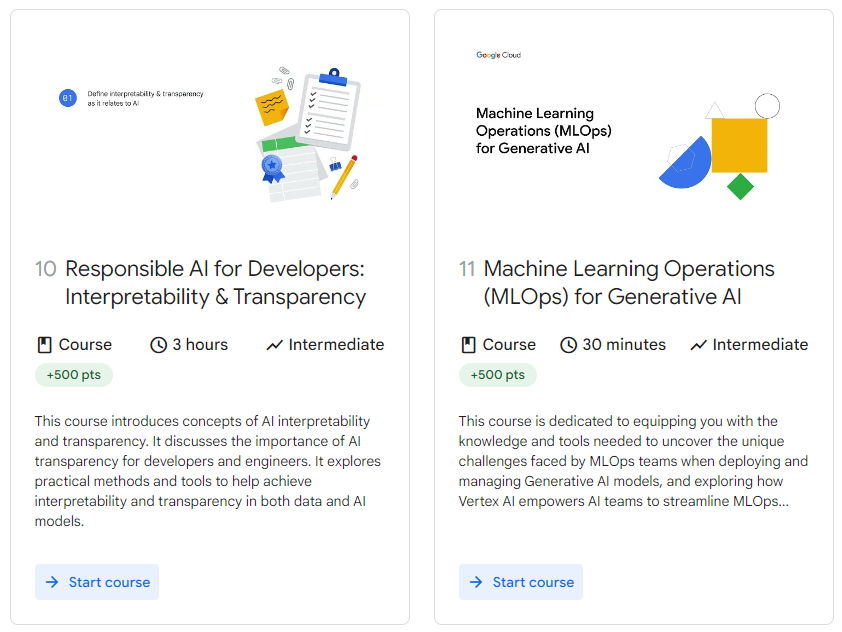 01
Define interpretability & transparency
as it relates to AI
10 Responsible AI for Developers:
Interpretability & Transparency
Course
3 hours
Intermediate
+500 pts
This course introduces concepts of AI interpretability
and transparency. It discusses the importance of AI
transparency for developers and engineers. It explores
practical methods and tools to help achieve
interpretability and transparency in both data and AI
models.
Start course
Google Cloud
Machine Learning
Operations (MLOps)
for Generative AI
11 Machine Learning Operations
(MLOps) for Generative AI
Course
30 minutes
Intermediate
+500 pts
This course is dedicated to equipping you with the
knowledge and tools needed to uncover the unique
challenges faced by MLOps teams when deploying and
managing Generative AI models, and exploring how
Vertex AI empowers AI teams to streamline MLOps...
Start course